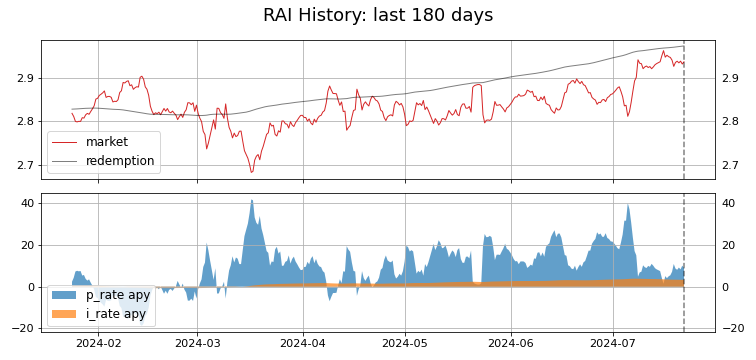 RAI History: last 180 days
2.9 2.9
2.8 2.8
2.7 2.7
market
redemption
40 40
20 20
0 0
−20 −20
p_rate apy
i_rate apy
2024-02 2024-03 2024-04 2024-05 2024-06 2024-07